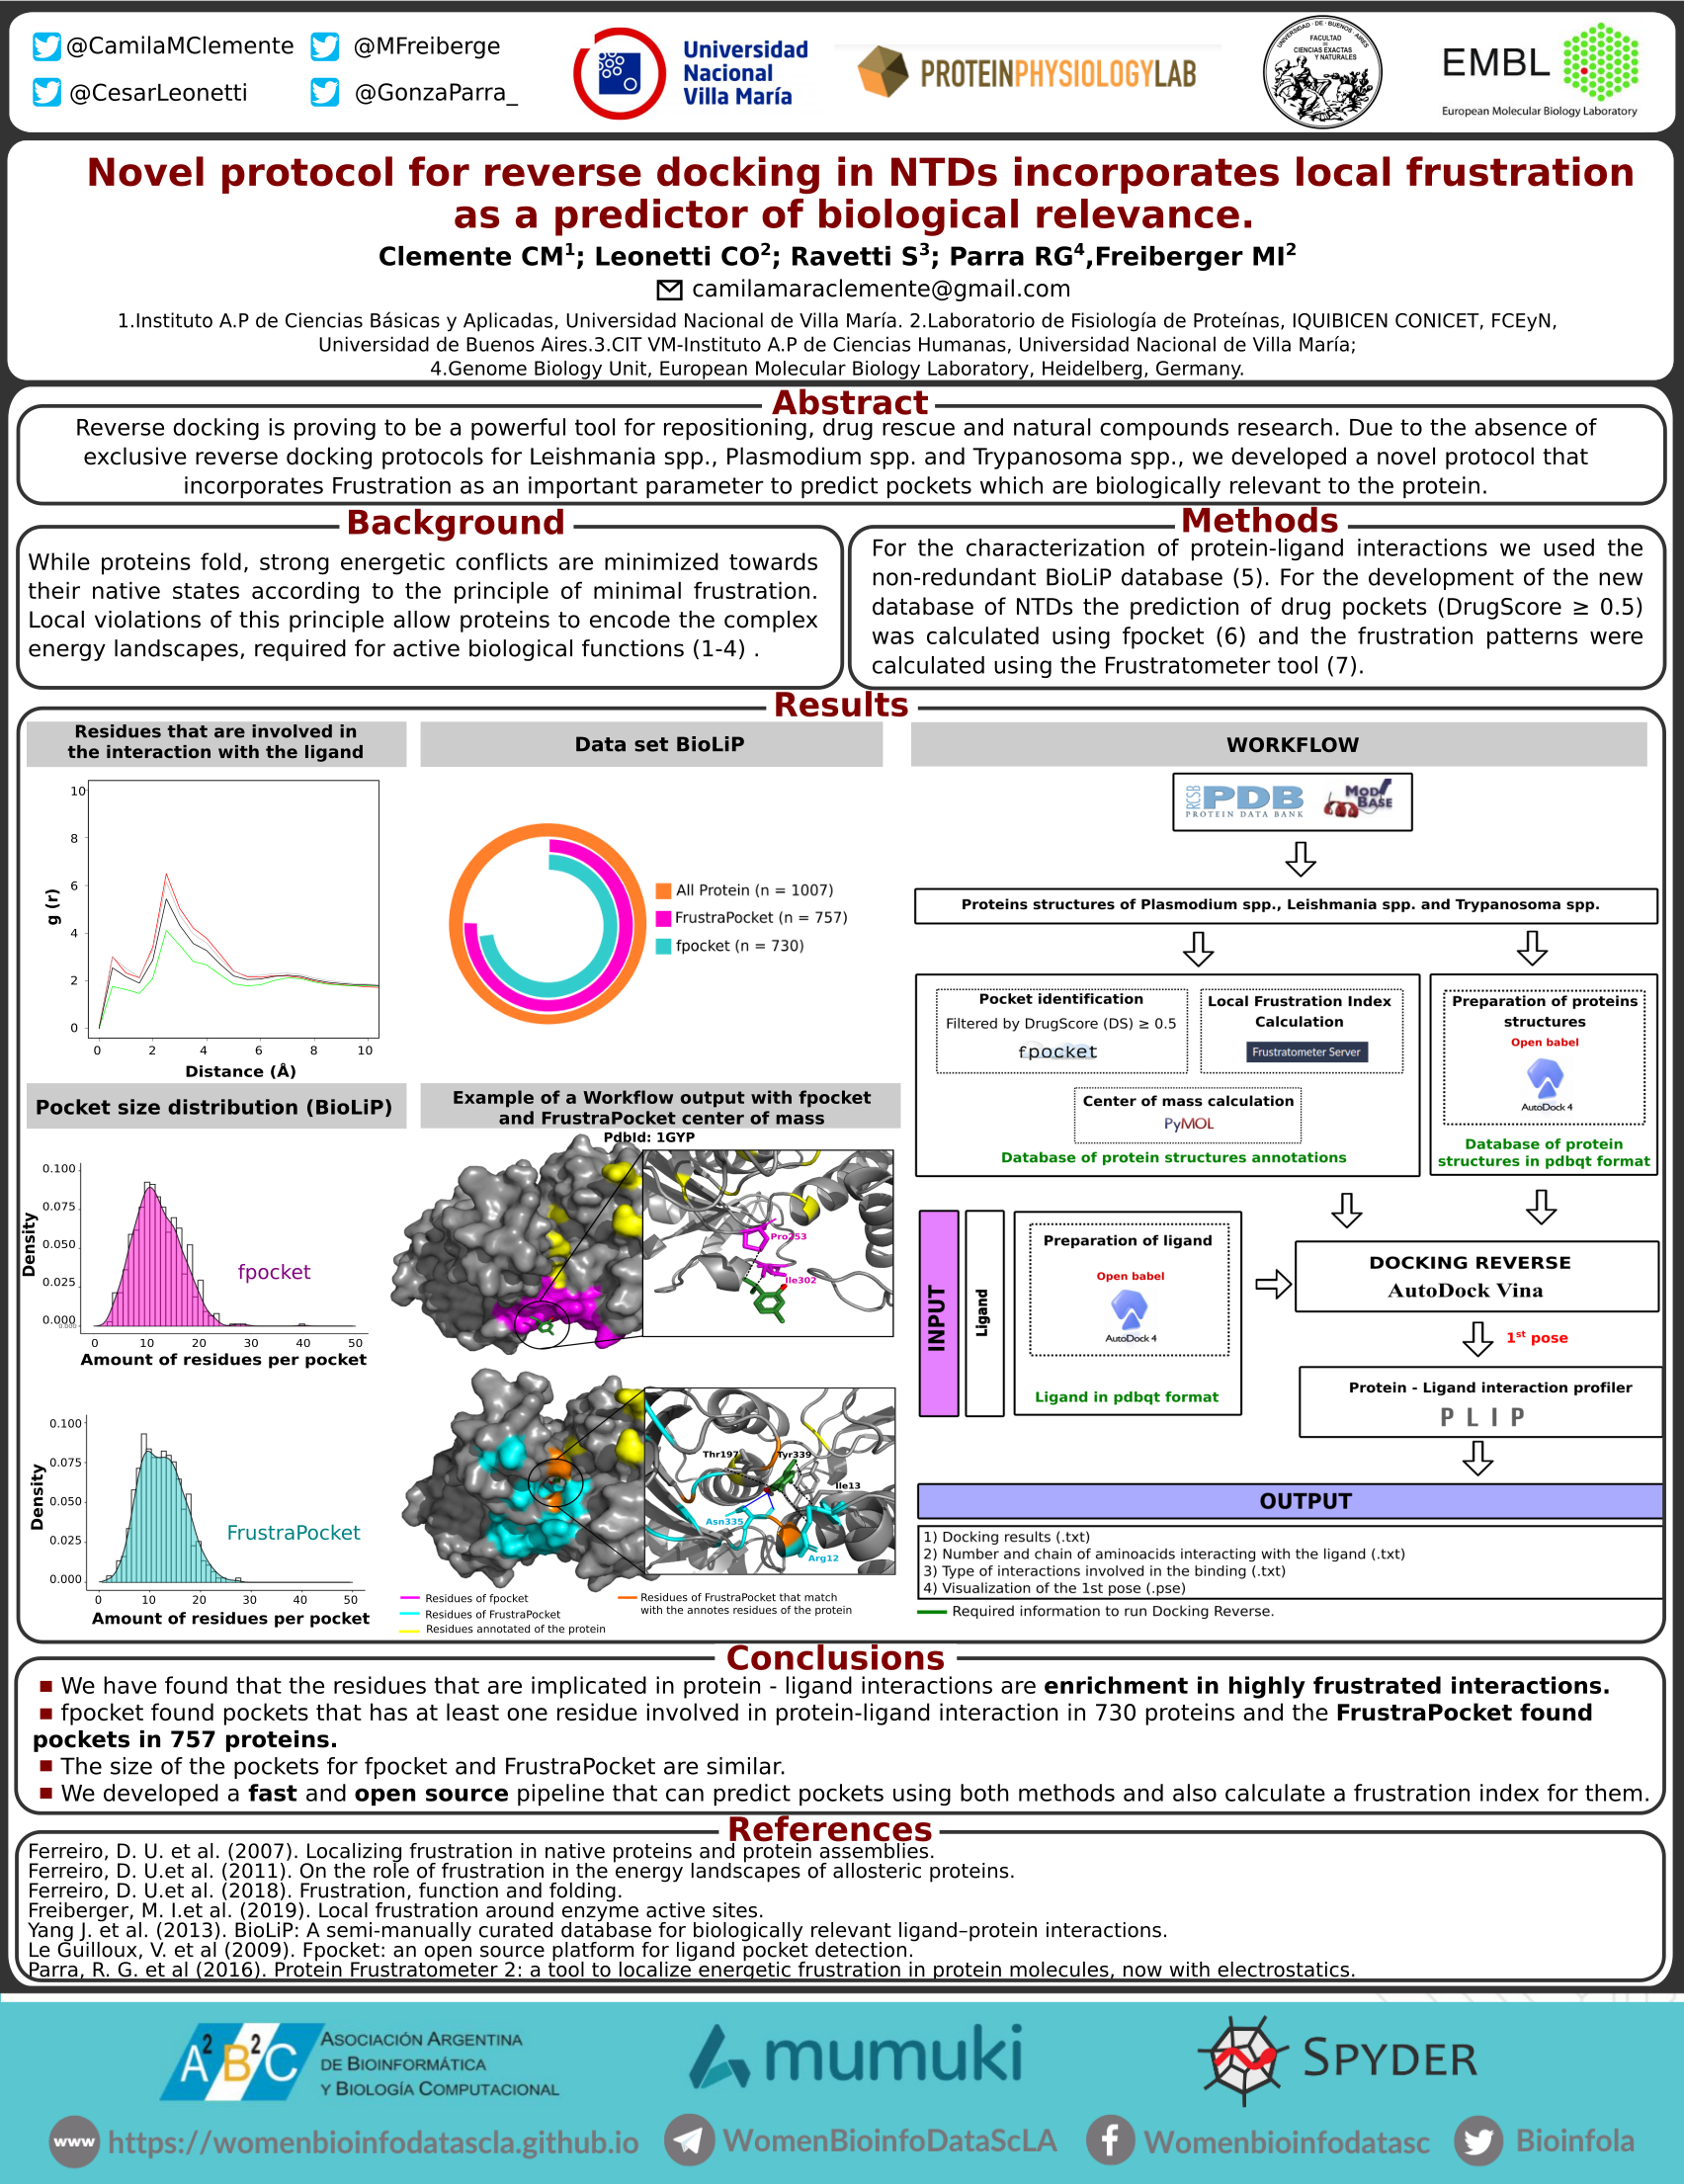 @CamilaMClemente @MFreiberge
@CesarLeonetti @GonzaParra_
Universidad
Nacional
Villa María
PROTEINPHYSIOLOGYLAB
UNIVERSIDAD · DE · BUENOS · AIRES
FACULTAD
DE
CIENCIAS EXACTAS
Y NATURALES
EMBL
European Molecular Biology Laboratory
Novel protocol for reverse docking in NTDs incorporates local frustration
as a predictor of biological relevance.
Clemente CM1; Leonetti CO2; Ravetti S3; Parra RG4,Freiberger MI2
camilamaraclemente@gmail.com
1.Instituto A.P de Ciencias Básicas y Aplicadas, Universidad Nacional de Villa María. 2.Laboratorio de Fisiología de Proteínas, IQUIBICEN CONICET, FCEyN,
Universidad de Buenos Aires.3.CIT VM-Instituto A.P de Ciencias Humanas, Universidad Nacional de Villa María;
4.Genome Biology Unit, European Molecular Biology Laboratory, Heidelberg, Germany.
Abstract
Reverse docking is proving to be a powerful tool for repositioning, drug rescue and natural compounds research. Due to the absence of
exclusive reverse docking protocols for Leishmania spp., Plasmodium spp. and Trypanosoma spp., we developed a novel protocol that
incorporates Frustration as an important parameter to predict pockets which are biologically relevant to the protein.
Background
While proteins fold, strong energetic conflicts are minimized towards
their native states according to the principle of minimal frustration.
Local violations of this principle allow proteins to encode the complex
energy landscapes, required for active biological functions (1-4) .
Methods
For the characterization of protein-ligand interactions we used the
non-redundant BioLiP database (5). For the development of the new
database of NTDs the prediction of drug pockets (DrugScore ≥ 0.5)
was calculated using fpocket (6) and the frustration patterns were
calculated using the Frustratometer tool (7).
Results
Residues that are involved in
the interaction with the ligand
10
8
6
4
2
0
g (r)
0 2 4 6 8 10
Distance (Å)
Data set BioLiP
All Protein (n = 1007)
FrustraPocket (n = 757)
fpocket (n = 730)
Pocket size distribution (BioLiP)
0.100
0.075
0.050
0.025
0.000
0.000
Density
fpocket
0 10 20 30 40 50
Amount of residues per pocket
0.100
0.075
0.050
0.025
0.000
Density
FrustraPocket
0 10 20 30 40 50
Amount of residues per pocket
Example of a Workflow output with fpocket
and FrustraPocket center of mass
PdbId: 1GYP
Pro253
Ile302
Thr197
Tyr339
Ile13
Asn335
Arg12
Residues of fpocket
Residues of FrustraPocket
Residues annotated of the protein
Residues of FrustraPocket that match
with the annotes residues of the protein
WORKFLOW
RCSB
PDB
PROTEIN DATA BANK
MODBASE
Proteins structures of Plasmodium spp., Leishmania spp. and Trypanosoma spp.
Pocket identification
Filtered by DrugScore (DS) ≥ 0.5
fpocket
Local Frustration Index
Calculation
Frustratometer Server
Center of mass calculation
PyMOL
Database of protein structures annotations
Preparation of proteins
structures
Open babel
AutoDock 4
Database of protein
structures in pdbqt format
INPUT
Ligand
Preparation of ligand
Open babel
AutoDock 4
Ligand in pdbqt format
DOCKING REVERSE
AutoDock Vina
1st pose
Protein - Ligand interaction profiler
PLIP
OUTPUT
1) Docking results (.txt)
2) Number and chain of aminoacids interacting with the ligand (.txt)
3) Type of interactions involved in the binding (.txt)
4) Visualization of the 1st pose (.pse)
Required information to run Docking Reverse.
Conclusions
We have found that the residues that are implicated in protein - ligand interactions are enrichment in highly frustrated interactions.
fpocket found pockets that has at least one residue involved in protein-ligand interaction in 730 proteins and the FrustraPocket found
pockets in 757 proteins.
The size of the pockets for fpocket and FrustraPocket are similar.
We developed a fast and open source pipeline that can predict pockets using both methods and also calculate a frustration index for them.
References
Ferreiro, D. U. et al. (2007). Localizing frustration in native proteins and protein assemblies.
Ferreiro, D. U.et al. (2011). On the role of frustration in the energy landscapes of allosteric proteins.
Ferreiro, D. U.et al. (2018). Frustration, function and folding.
Freiberger, M. I.et al. (2019). Local frustration around enzyme active sites.
Yang J. et al. (2013). BioLiP: A semi-manually curated database for biologically relevant ligand–protein interactions.
Le Guilloux, V. et al (2009). Fpocket: an open source platform for ligand pocket detection.
Parra, R. G. et al (2016). Protein Frustratometer 2: a tool to localize energetic frustration in protein molecules, now with electrostatics.
A2B2C
ASOCIACIÓN ARGENTINA
DE BIOINFORMÁTICA
Y BIOLOGÍA COMPUTACIONAL
mumuki
SPYDER
www https://womenbioinfodatascla.github.io WomenBioinfoDataScLA Womenbioinfodatasc Bioinfola